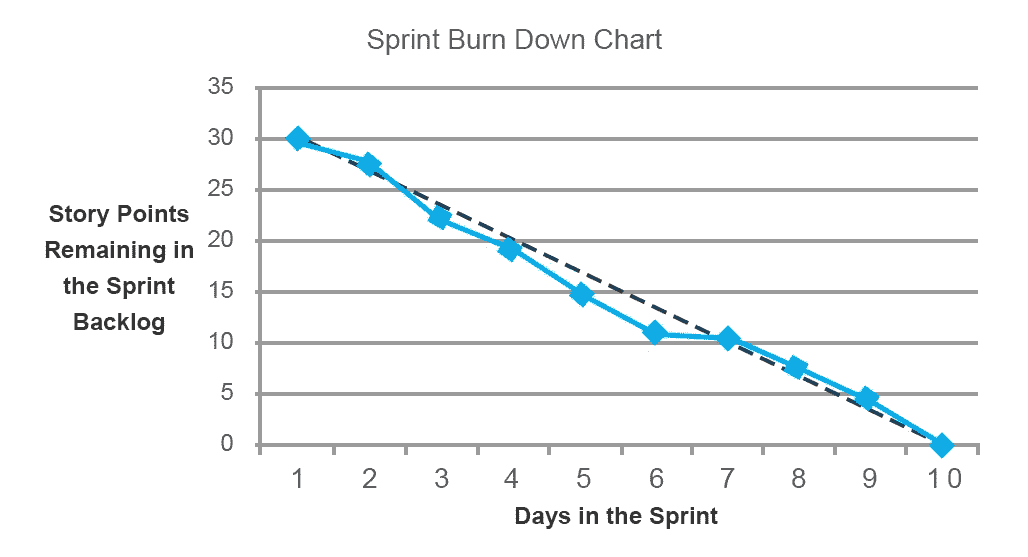 Sprint Burn Down Chart
35
30
25
20
15
10
5
0
Story Points
Remaining in
the Sprint
Backlog
1 2 3 4 5 6 7 8 9 10
Days in the Sprint